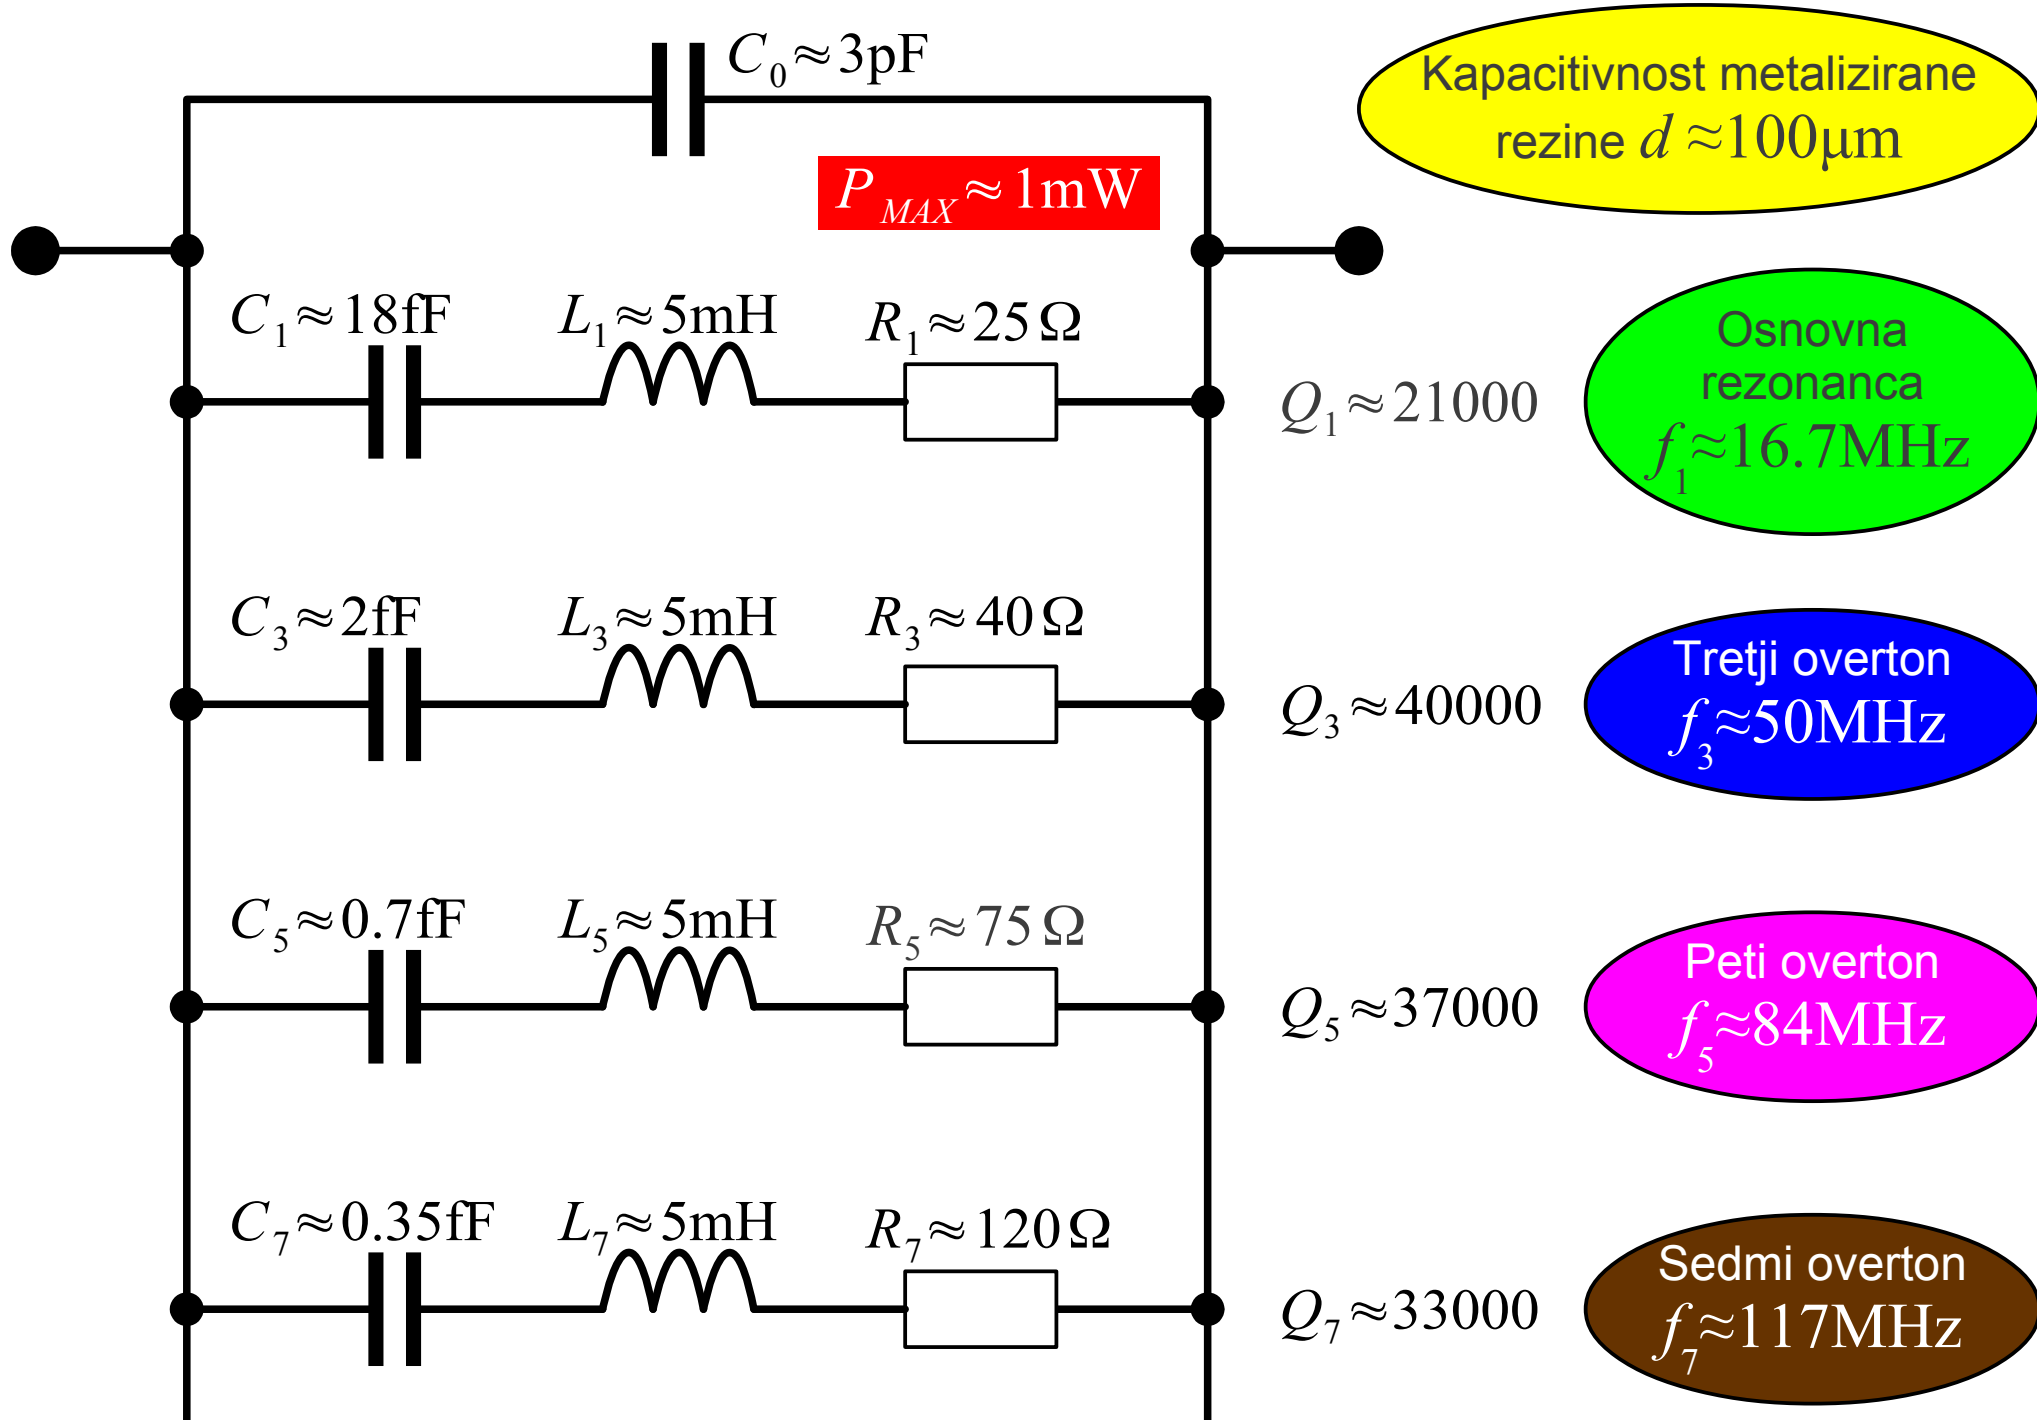 C₀≈3pF
Kapacitivnost metalizirane
rezine d≈100μm
P_MAX≈1mW
C₁≈18fF L₁≈5mH R₁≈25Ω
Q₁≈21000
Osnovna
rezonanca
f₁≈16.7MHz
C₃≈2fF L₃≈5mH R₃≈40Ω
Q₃≈40000
Tretji overton
f₃≈50MHz
C₅≈0.7fF L₅≈5mH R₅≈75Ω
Q₅≈37000
Peti overton
f₅≈84MHz
C₇≈0.35fF L₇≈5mH R₇≈120Ω
Q₇≈33000
Sedmi overton
f₇≈117MHz